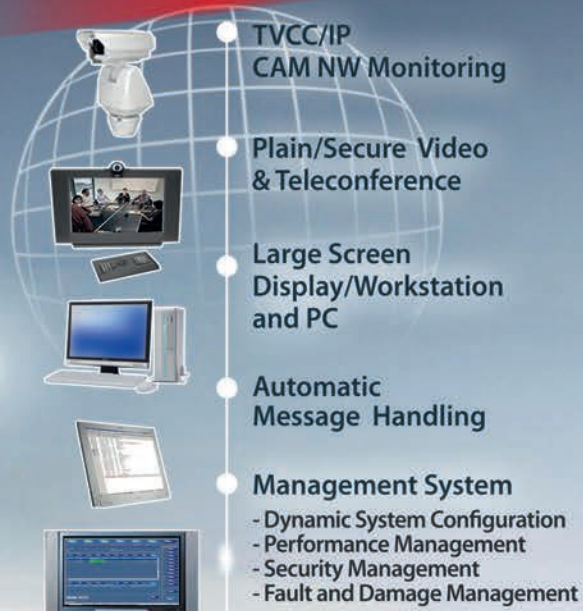 TVCC/IP
CAM NW Monitoring
Plain/Secure Video
& Teleconference
Large Screen
Display/Workstation
and PC
Automatic
Message Handling
Management System
- Dynamic System Configuration
- Performance Management
- Security Management
- Fault and Damage Management